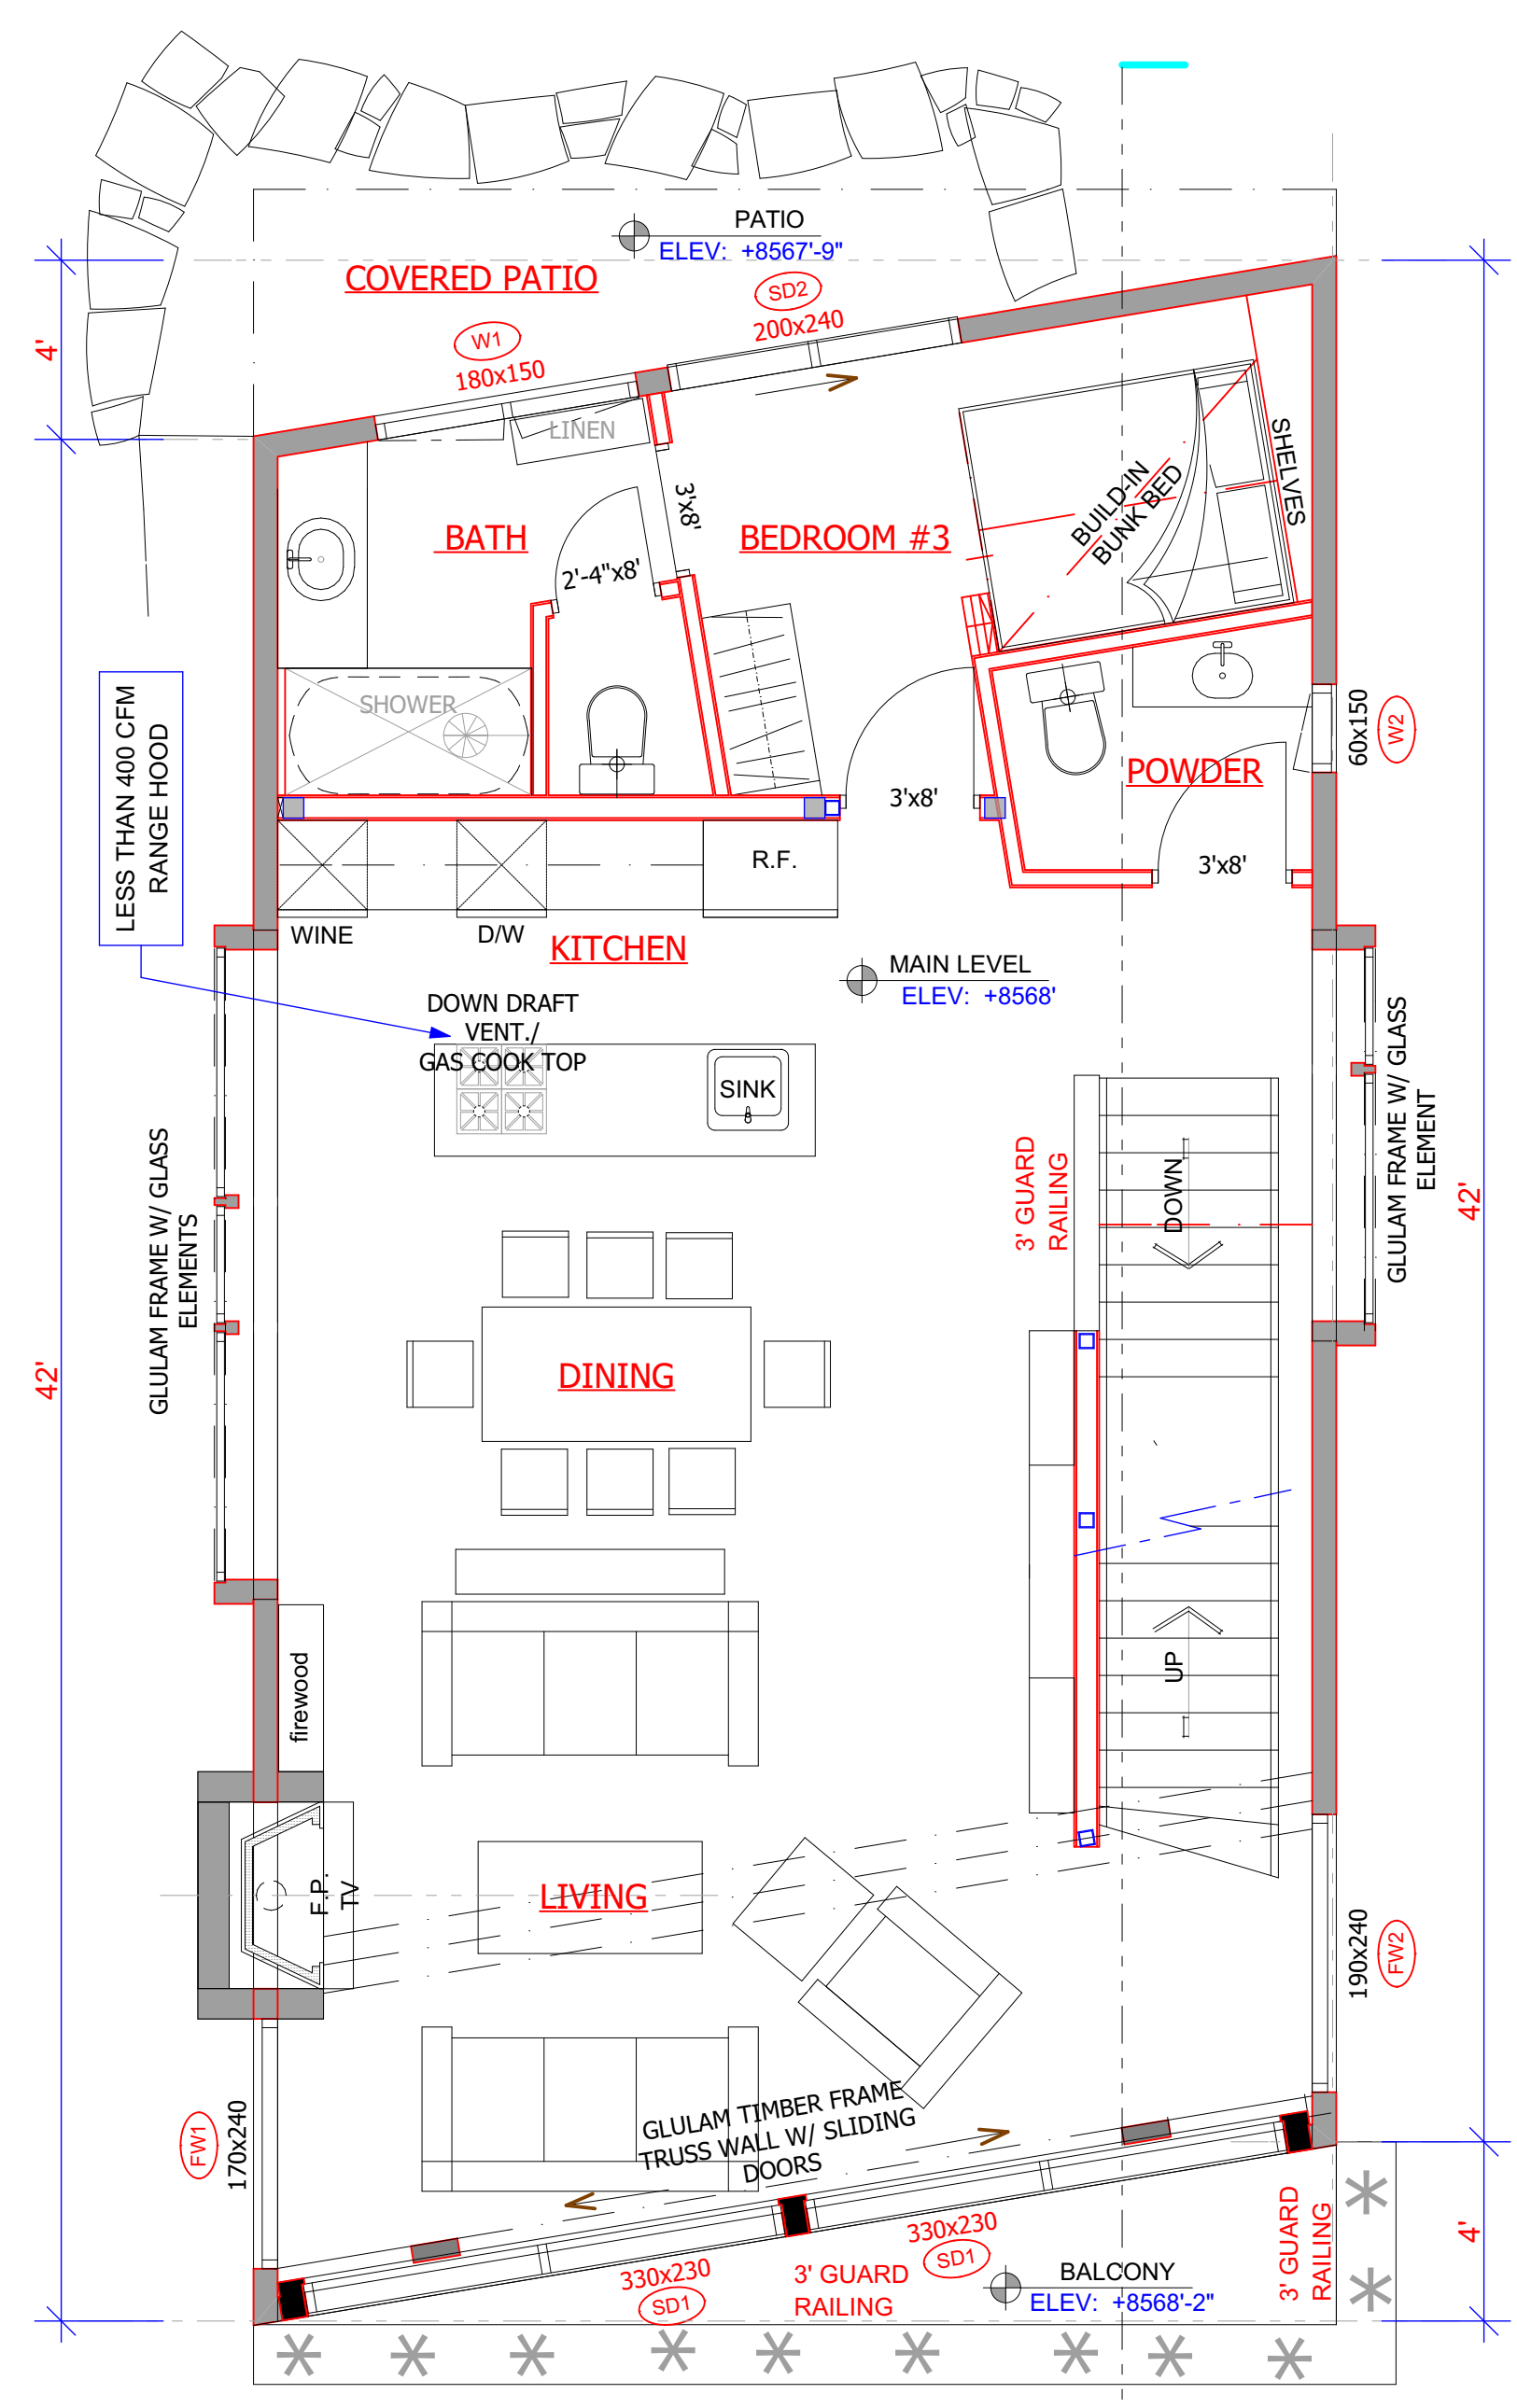 PATIO
ELEV: +8567'-9"
COVERED PATIO
SD2
200x240
W1
180x150
4'
LINEN
3'x8'
BATH
BEDROOM #3
2'-4"x8'
BUILD-IN
BUNK BED
SHELVES
SHOWER
LESS THAN 400 CFM
RANGE HOOD
60x150
W2
POWDER
3'x8'
3'x8'
R.F.
WINE
D/W
KITCHEN
MAIN LEVEL
ELEV: +8568'
DOWN DRAFT
VENT./
GAS COOK TOP
SINK
GLULAM FRAME W/ GLASS
ELEMENT
GLULAM FRAME W/ GLASS
ELEMENTS
3' GUARD
RAILING
DOWN
42'
42'
DINING
UP
firewood
F.P.
TV
LIVING
190x240
FW2
170x240
FW1
GLULAM TIMBER FRAME
TRUSS WALL W/ SLIDING
DOORS
330x230
SD1
330x230
SD1
3' GUARD
RAILING
BALCONY
ELEV: +8568'-2"
3' GUARD
RAILING
4'